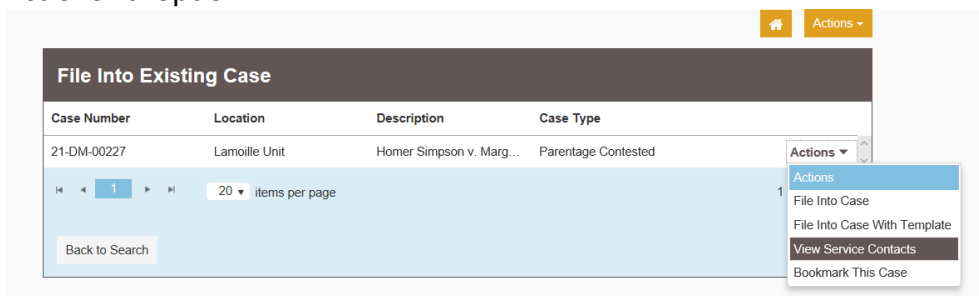 Actions
File Into Existing Case
Case Number Location Description Case Type
21-DM-00227 Lamoille Unit Homer Simpson v. Marg... Parentage Contested Actions
Actions
1 20 items per page 1
File Into Case
File Into Case With Template
Back to Search View Service Contacts
Bookmark This Case